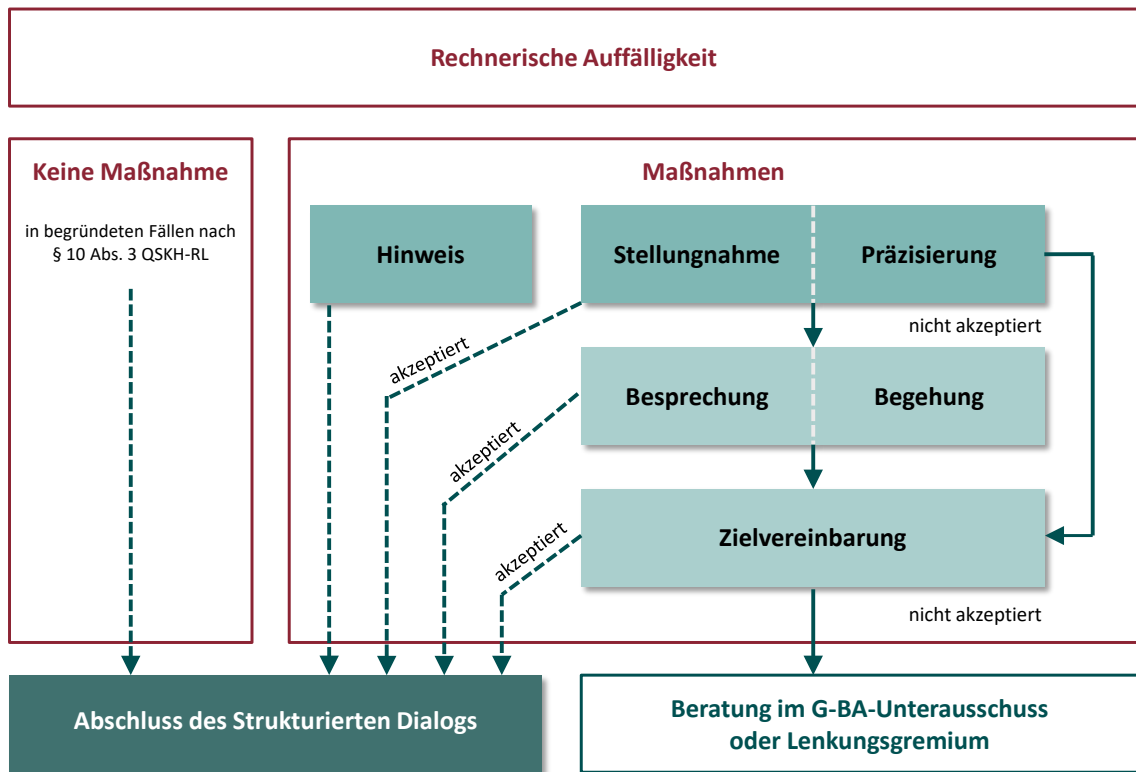 Rechnerische Auffälligkeit
Keine Maßnahme
in begründeten Fällen nach
§ 10 Abs. 3 QSKH-RL
Maßnahmen
Hinweis
Stellungnahme
Präzisierung
nicht akzeptiert
akzeptiert
Besprechung
Begehung
akzeptiert
Zielvereinbarung
akzeptiert
nicht akzeptiert
Abschluss des Strukturierten Dialogs
Beratung im G-BA-Unterausschuss
oder Lenkungsgremium